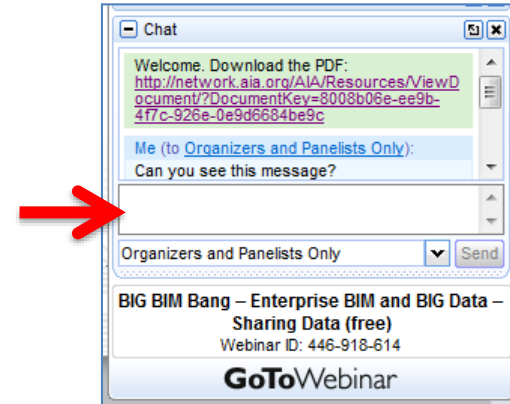 Chat
Welcome. Download the PDF:
http://network.aia.org/AIA/Resources/ViewD
ocument/?DocumentKey=8008b06e-ee9b-
4f7c-926e-0e9d6684be9c
Me (to Organizers and Panelists Only):
Can you see this message?
Organizers and Panelists Only
Send
BIG BIM Bang – Enterprise BIM and BIG Data –
Sharing Data (free)
Webinar ID: 446-918-614
GoToWebinar